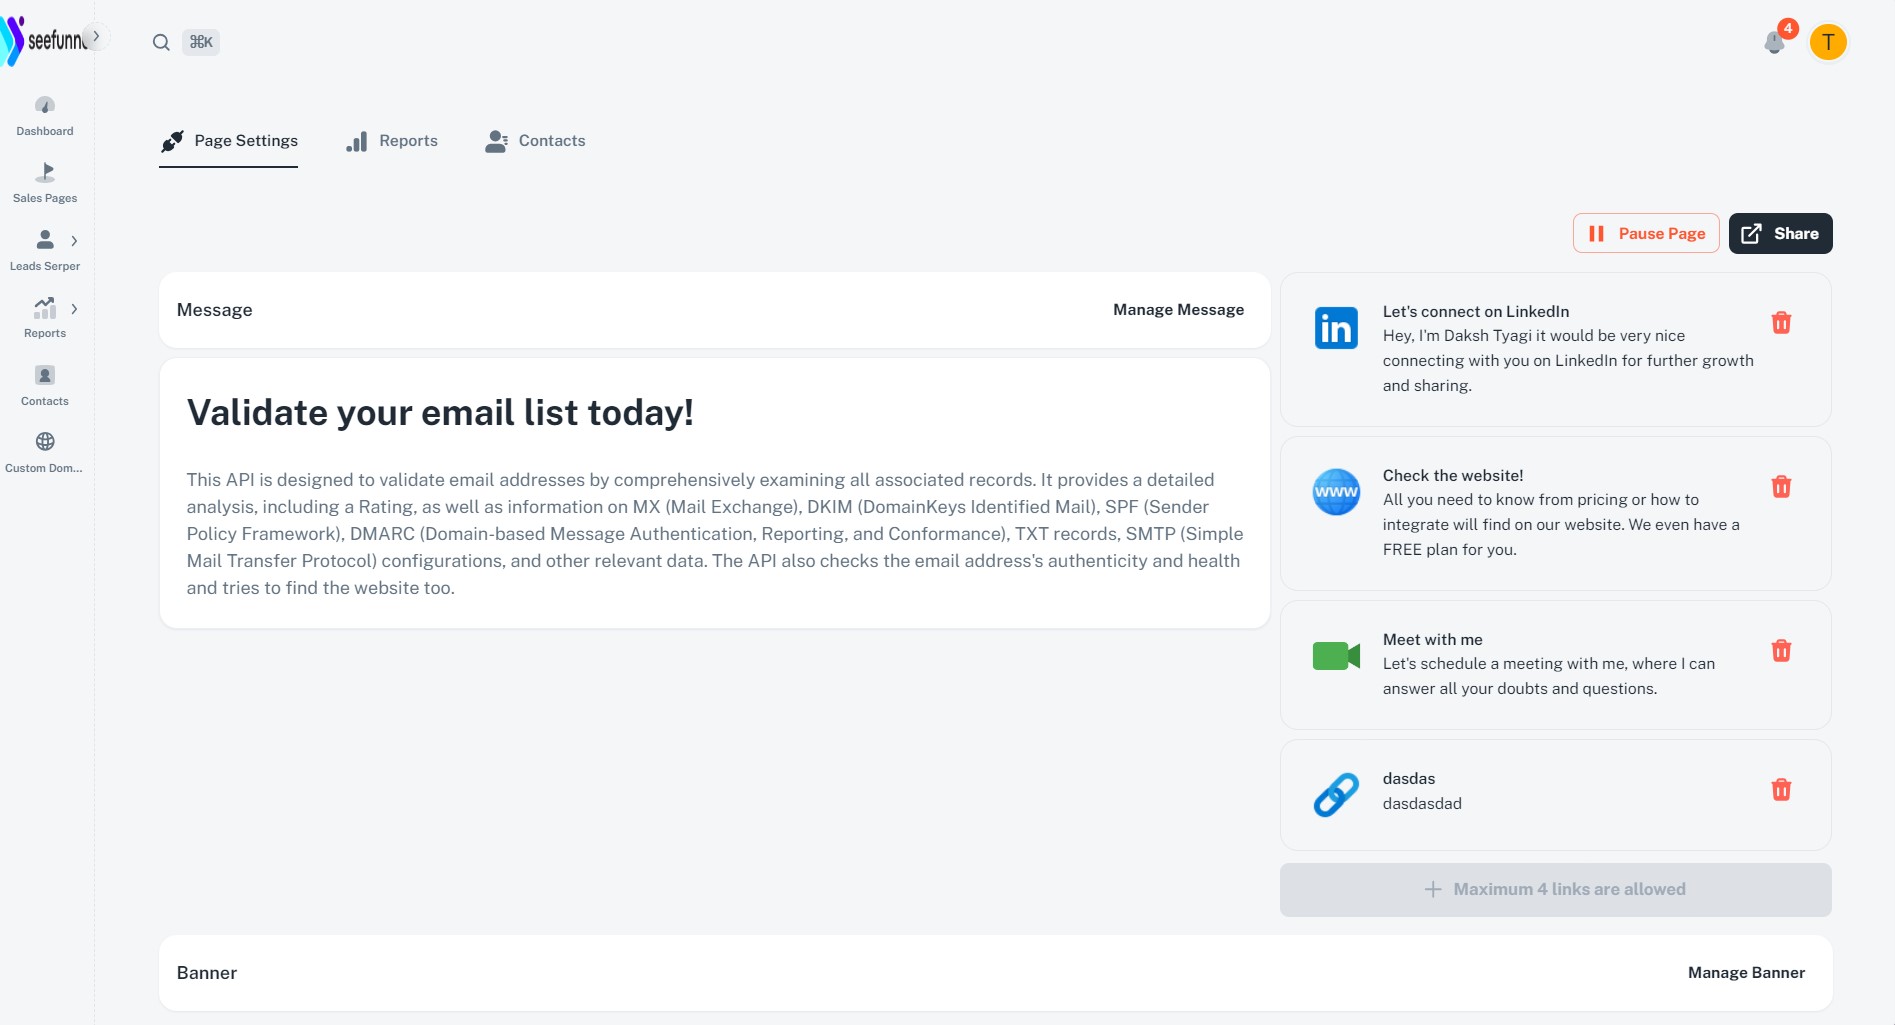 seefunn
⌘K
4
T
Dashboard
Sales Pages
Leads Serper
Reports
Contacts
Custom Dom...
Page Settings
Reports
Contacts
Pause Page
Share
Message
Manage Message
Validate your email list today!
This API is designed to validate email addresses by comprehensively examining all associated records. It provides a detailed
analysis, including a Rating, as well as information on MX (Mail Exchange), DKIM (DomainKeys Identified Mail), SPF (Sender
Policy Framework), DMARC (Domain-based Message Authentication, Reporting, and Conformance), TXT records, SMTP (Simple
Mail Transfer Protocol) configurations, and other relevant data. The API also checks the email address's authenticity and health
and tries to find the website too.
in
Let's connect on LinkedIn
Hey, I'm Daksh Tyagi it would be very nice
connecting with you on LinkedIn for further growth
and sharing.
www
Check the website!
All you need to know from pricing or how to
integrate will find on our website. We even have a
FREE plan for you.
Meet with me
Let's schedule a meeting with me, where I can
answer all your doubts and questions.
dasdas
dasdasdad
Maximum 4 links are allowed
Banner
Manage Banner